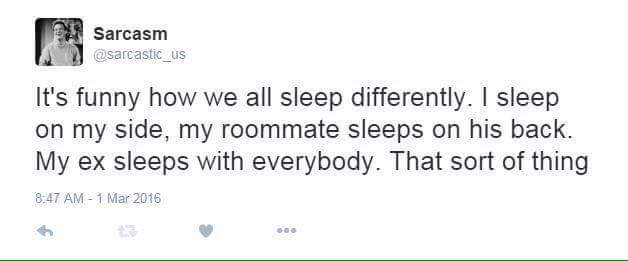 Sarcasm
@sarcastic_us
It's funny how we all sleep differently. I sleep
on my side, my roommate sleeps on his back.
My ex sleeps with everybody. That sort of thing
8:47 AM - 1 Mar 2016